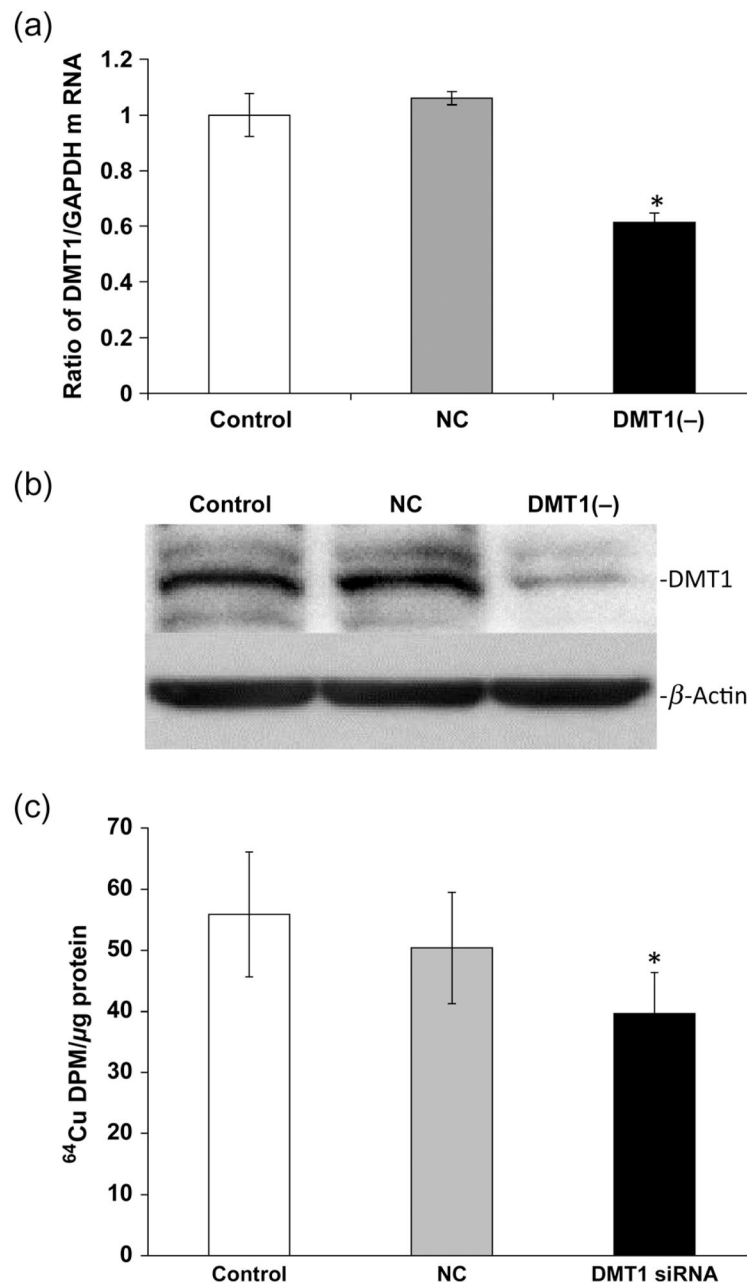 (a)
Ratio of DMT1/GAPDH m RNA
1.2
1
0.8
0.6
0.4
0.2
0
*
Control NC DMT1(–)
(b)
Control NC DMT1(–)
-DMT1
-β-Actin
(c)
64Cu DPM/µg protein
70
60
50
40
30
20
10
0
*
Control NC DMT1 siRNA